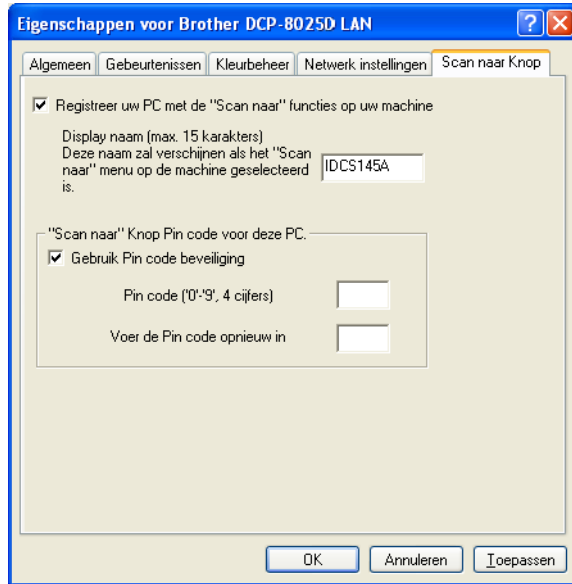 Eigenschappen voor Brother DCP-8025D LAN
Algemeen Gebeurtenissen Kleurbeheer Netwerk instellingen Scan naar Knop
Registreer uw PC met de "Scan naar" functies op uw machine
Display naam (max. 15 karakters)
Deze naam zal verschijnen als het "Scan
naar" menu op de machine geselecteerd
is.
IDCS145A
"Scan naar" Knop Pin code voor deze PC.
Gebruik Pin code beveiliging
Pin code ('0'-'9', 4 cijfers)
Voer de Pin code opnieuw in
OK Annuleren Toepassen